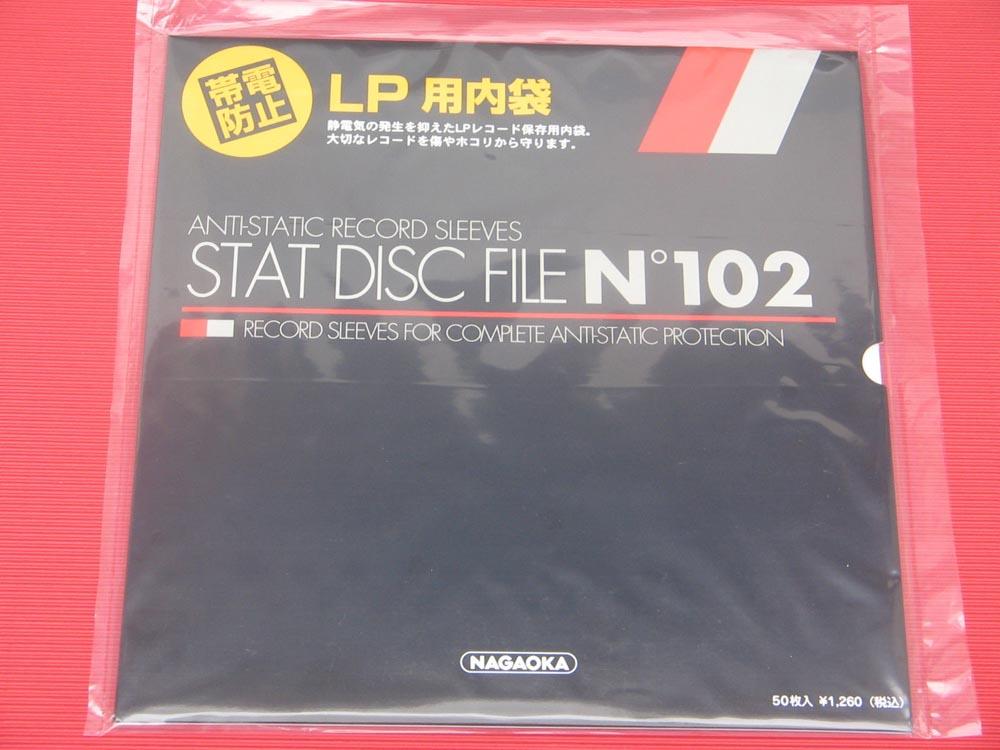 帯電
防止
LP 用内袋
静電気の発生を抑えたLPレコード保存用内袋。
大切なレコードを傷やホコリから守ります。
ANTI-STATIC RECORD SLEEVES
STAT DISC FILE N°102
RECORD SLEEVES FOR COMPLETE ANTI-STATIC PROTECTION
NAGAOKA
50枚入 ¥1,260（税込）